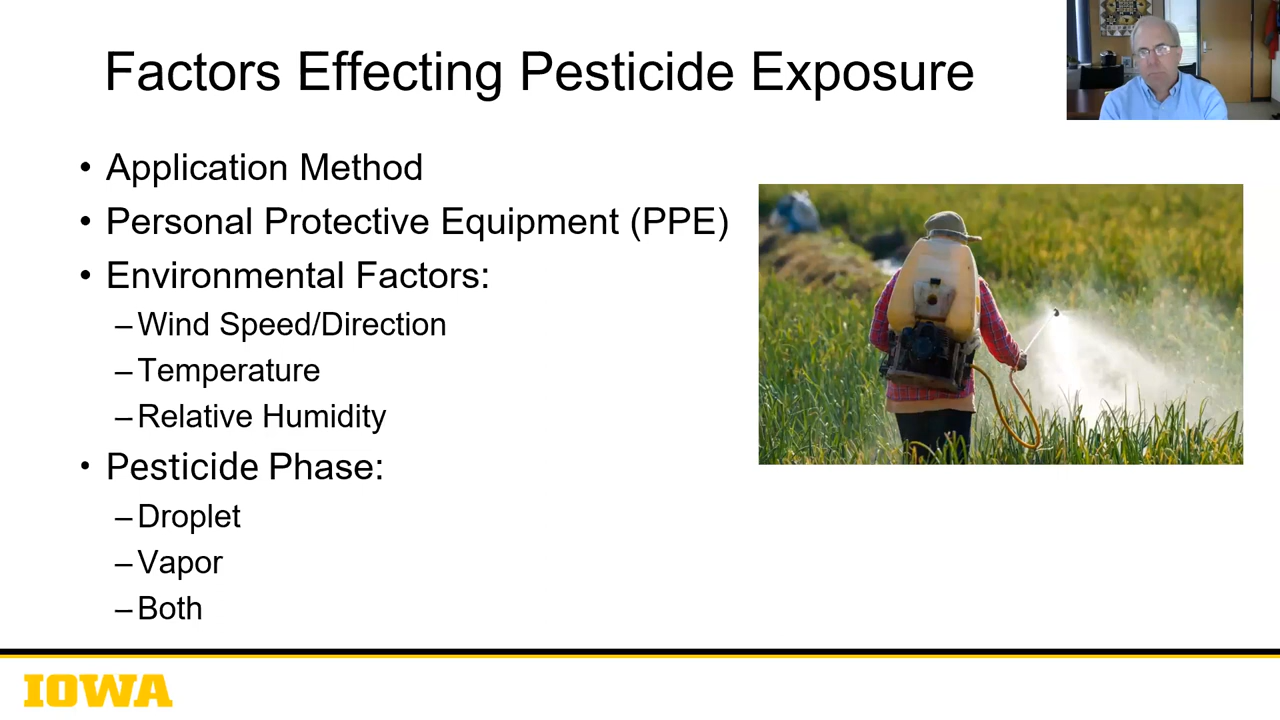 Factors Effecting Pesticide Exposure
• Application Method
• Personal Protective Equipment (PPE)
• Environmental Factors:
–Wind Speed/Direction
–Temperature
–Relative Humidity
• Pesticide Phase:
–Droplet
–Vapor
–Both
IOWA